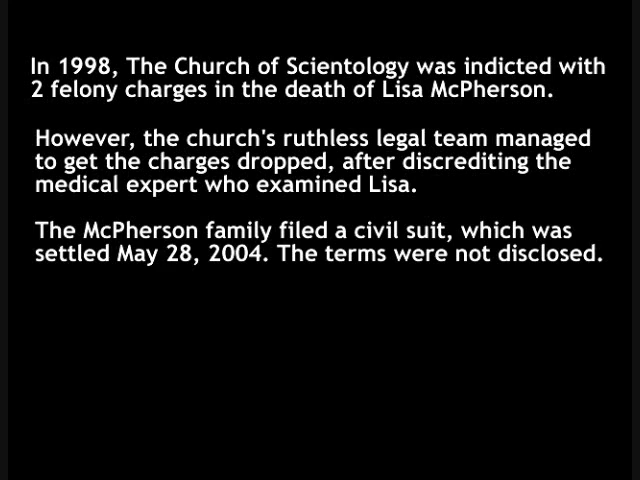 In 1998, The Church of Scientology was indicted with
2 felony charges in the death of Lisa McPherson.
However, the church's ruthless legal team managed
to get the charges dropped, after discrediting the
medical expert who examined Lisa.
The McPherson family filed a civil suit, which was
settled May 28, 2004. The terms were not disclosed.